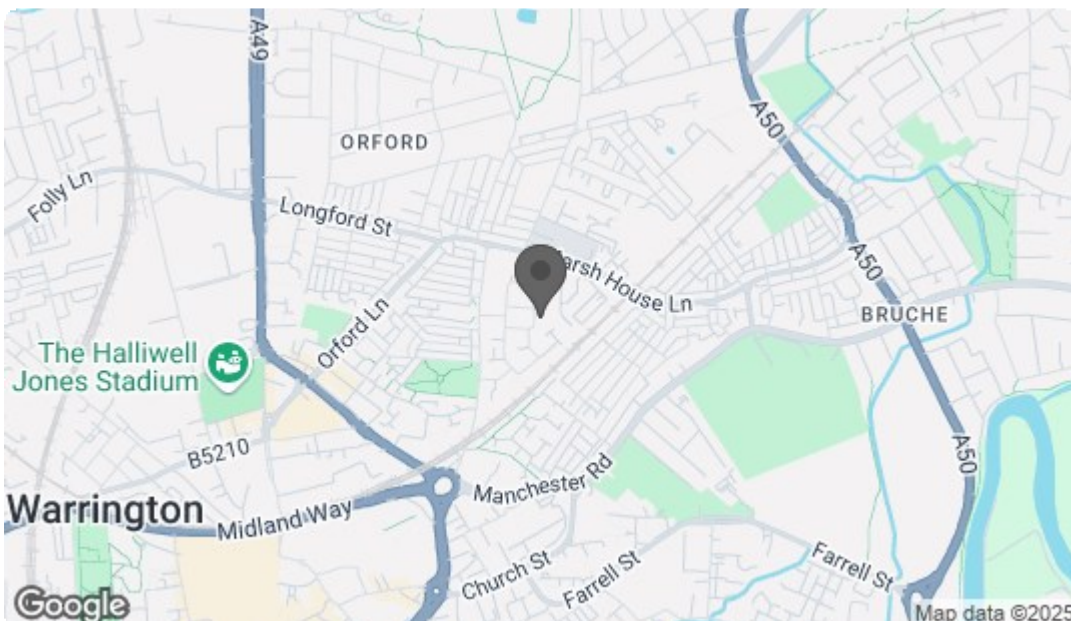 A49
ORFORD
A50
Folly Ln
Longford St
Marsh House Ln
A50
Orford Ln
BRUCHE
The Halliwell
Jones Stadium
B5210
A50
Manchester Rd
Warrington
Midland Way
Church St
Farrell St
Farrell St
Google
Map data ©2025